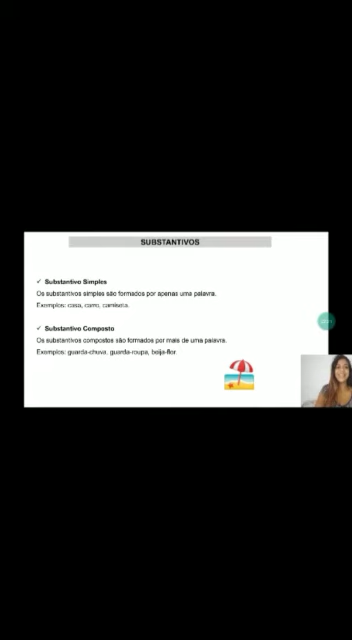 SUBSTANTIVOS
✓ Substantivo Simples
Os substantivos simples são formados por apenas uma palavra.
Exemplos: casa, carro, camiseta.
✓ Substantivo Composto
Os substantivos compostos são formados por mais de uma palavra.
Exemplos: guarda-chuva, guarda-roupa, beija-flor.